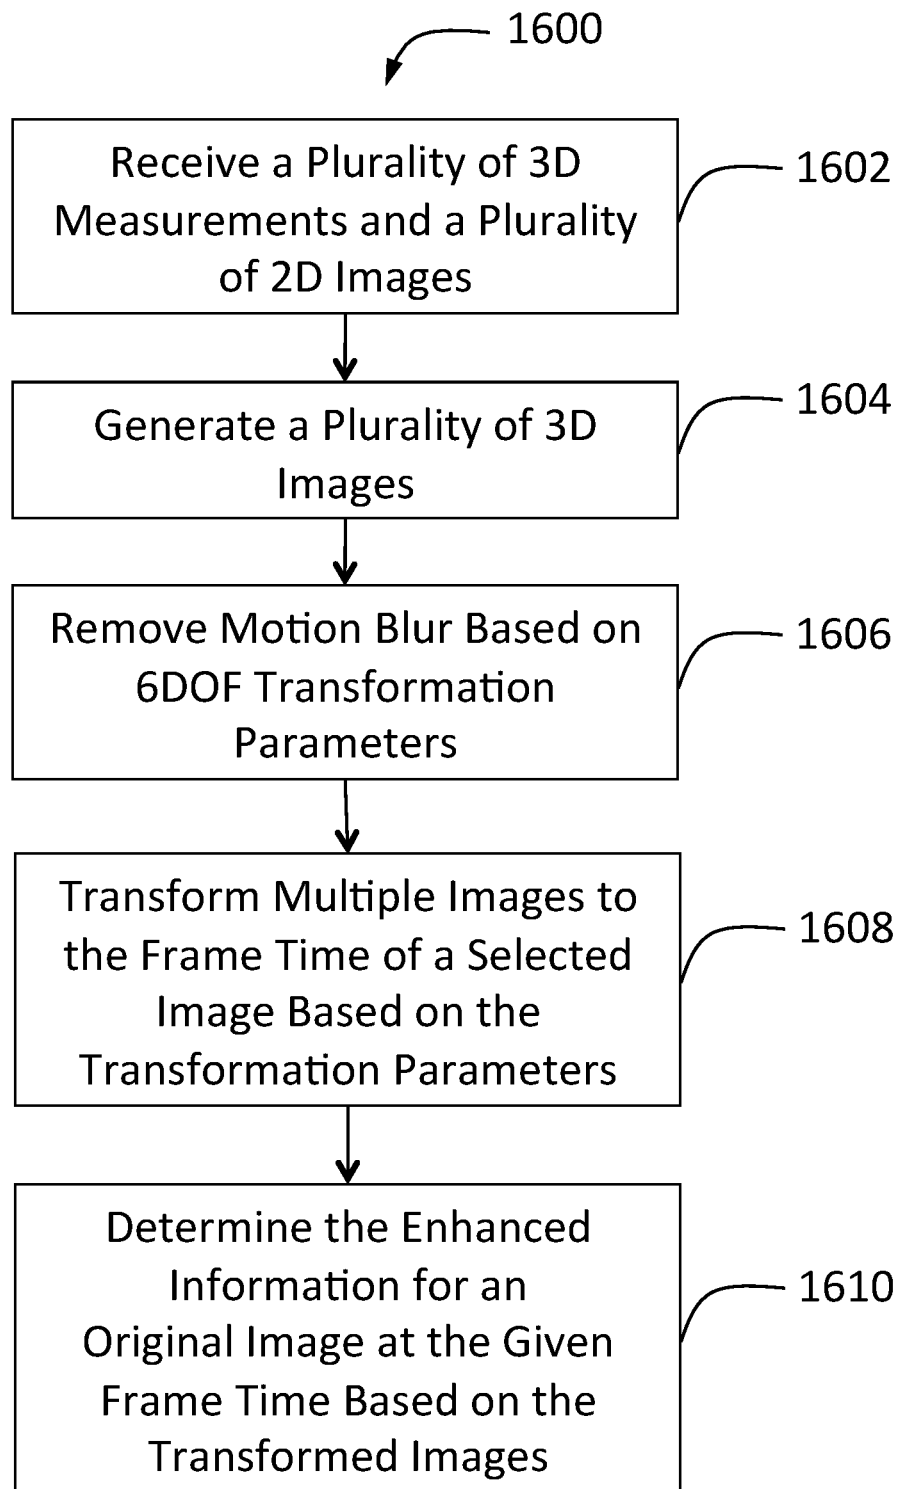 1600
Receive a Plurality of 3D
Measurements and a Plurality
of 2D Images
1602
Generate a Plurality of 3D
Images
1604
Remove Motion Blur Based on
6DOF Transformation
Parameters
1606
Transform Multiple Images to
the Frame Time of a Selected
Image Based on the
Transformation Parameters
1608
Determine the Enhanced
Information for an
Original Image at the Given
Frame Time Based on the
Transformed Images
1610